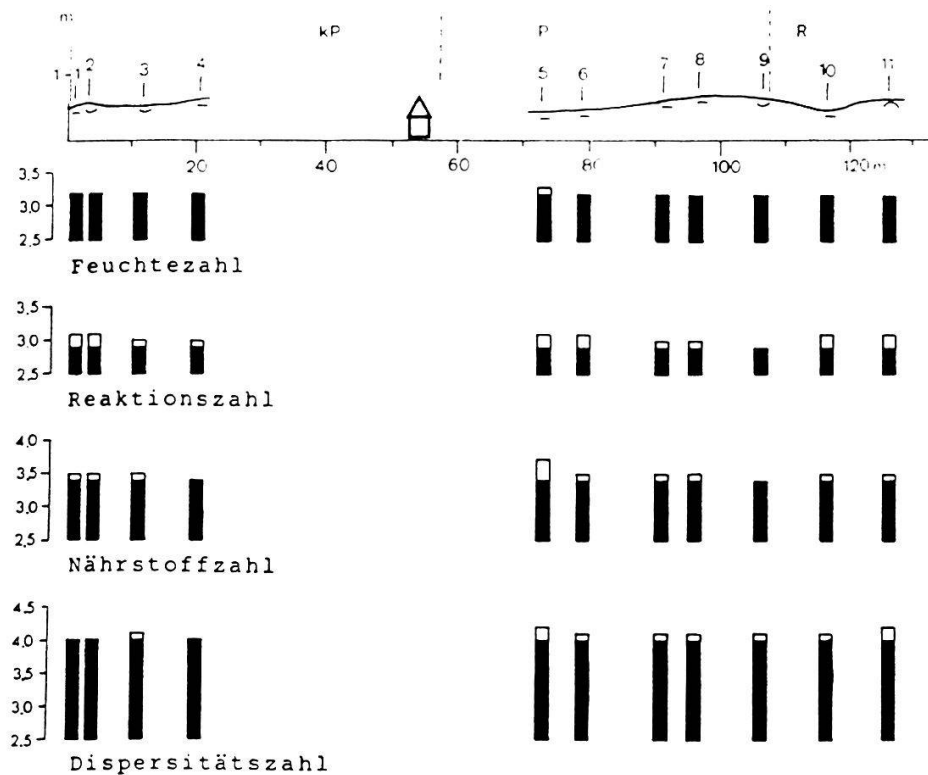 m
kP P R
1 1 2 3 4 5 6 7 8 9 10 11
20 40 60 80 100 120 m
3,5
3,0
2,5
Feuchtezahl
3,5
3,0
2,5
Reaktionszahl
4,0
3,5
3,0
2,5
Nährstoffzahl
4,5
4,0
3,5
3,0
2,5
Dispersitätszahl